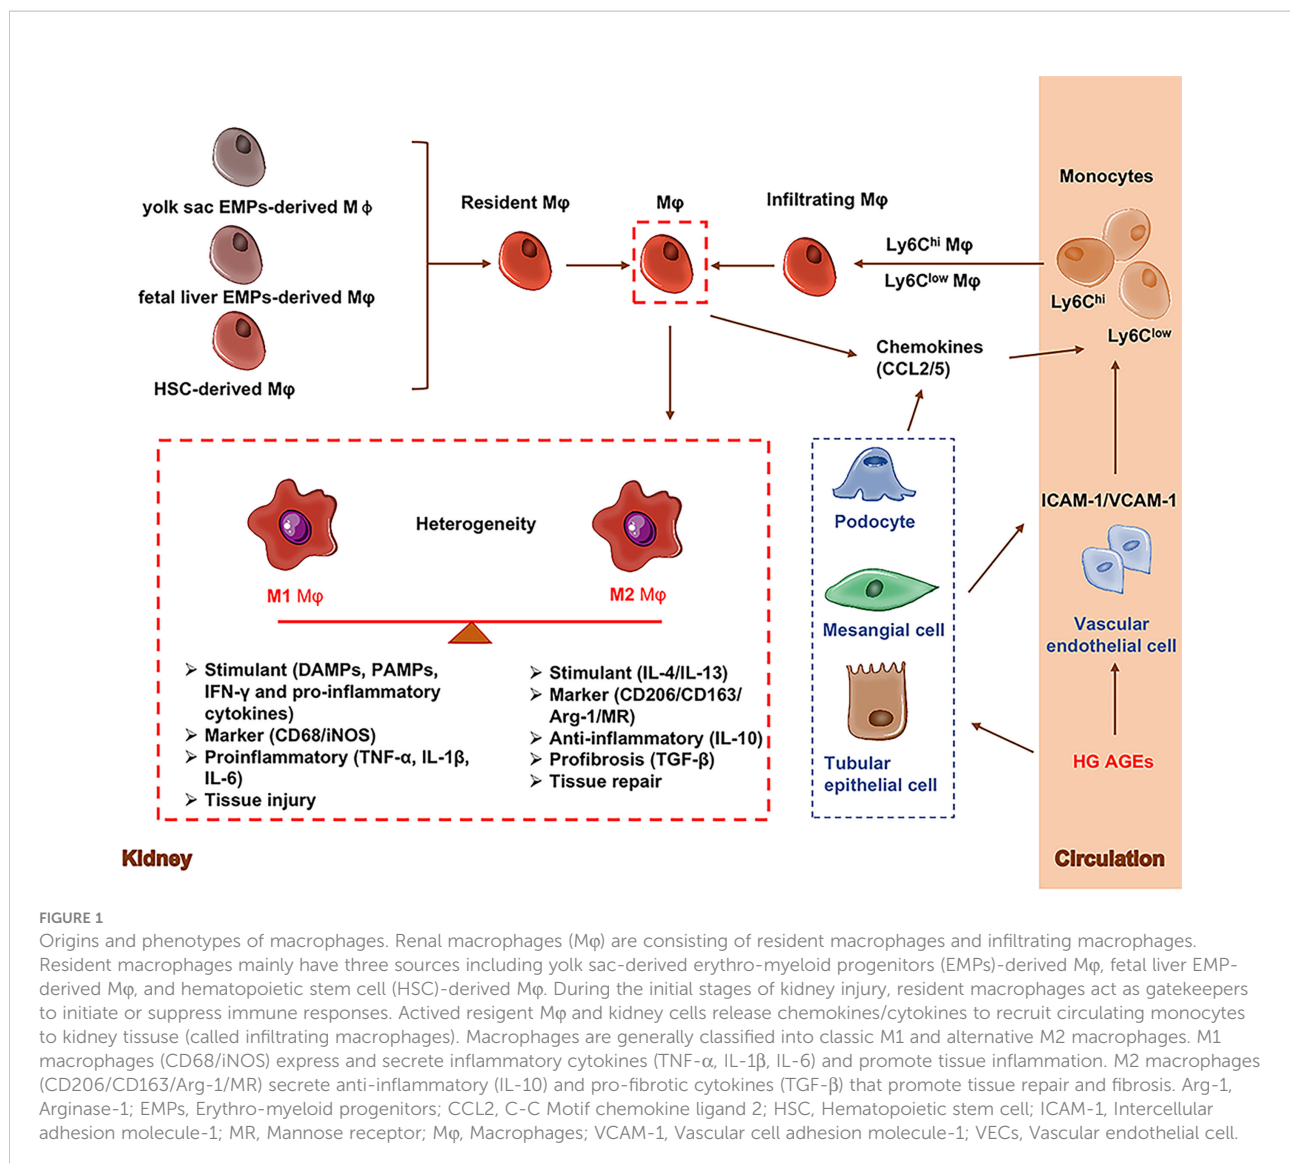 yolk sac EMPs-derived M ϕ
fetal liver EMPs-derived Mφ
HSC-derived Mφ
Resident Mφ
Mφ
Infiltrating Mφ
Ly6Chi Mφ
Ly6Clow Mφ
Monocytes
Ly6Chi
Ly6Clow
Chemokines
(CCL2/5)
Heterogeneity
M1 Mφ
M2 Mφ
➢ Stimulant (DAMPs, PAMPs,
IFN-γ and pro-inflammatory
cytokines)
➢ Marker (CD68/iNOS)
➢ Proinflammatory (TNF-α, IL-1β,
IL-6)
➢ Tissue injury
➢ Stimulant (IL-4/IL-13)
➢ Marker (CD206/CD163/
Arg-1/MR)
➢ Anti-inflammatory (IL-10)
➢ Profibrosis (TGF-β)
➢ Tissue repair
Podocyte
Mesangial cell
Tubular
epithelial cell
ICAM-1/VCAM-1
Vascular
endothelial cell
HG AGEs
Kidney
Circulation
FIGURE 1
Origins and phenotypes of macrophages. Renal macrophages (Mφ) are consisting of resident macrophages and infiltrating macrophages.
Resident macrophages mainly have three sources including yolk sac-derived erythro-myeloid progenitors (EMPs)-derived Mφ, fetal liver EMP-
derived Mφ, and hematopoietic stem cell (HSC)-derived Mφ. During the initial stages of kidney injury, resident macrophages act as gatekeepers
to initiate or suppress immune responses. Actived resigent Mφ and kidney cells release chemokines/cytokines to recruit circulating monocytes
to kidney tissuse (called infiltrating macrophages). Macrophages are generally classified into classic M1 and alternative M2 macrophages. M1
macrophages (CD68/iNOS) express and secrete inflammatory cytokines (TNF-α, IL-1β, IL-6) and promote tissue inflammation. M2 macrophages
(CD206/CD163/Arg-1/MR) secrete anti-inflammatory (IL-10) and pro-fibrotic cytokines (TGF-β) that promote tissue repair and fibrosis. Arg-1,
Arginase-1; EMPs, Erythro-myeloid progenitors; CCL2, C-C Motif chemokine ligand 2; HSC, Hematopoietic stem cell; ICAM-1, Intercellular
adhesion molecule-1; MR, Mannose receptor; Mφ, Macrophages; VCAM-1, Vascular cell adhesion molecule-1; VECs, Vascular endothelial cell.